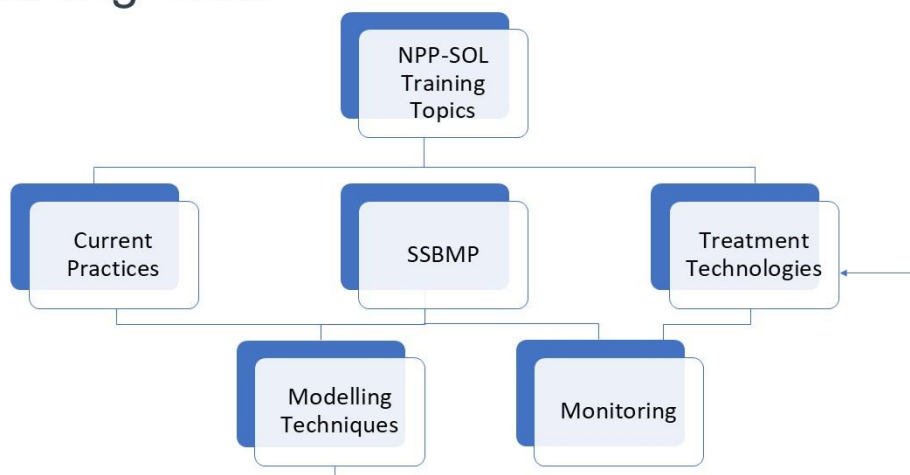 NPP-SOL
Training
Topics
Current
Practices
SSBMP
Treatment
Technologies
Modelling
Techniques
Monitoring